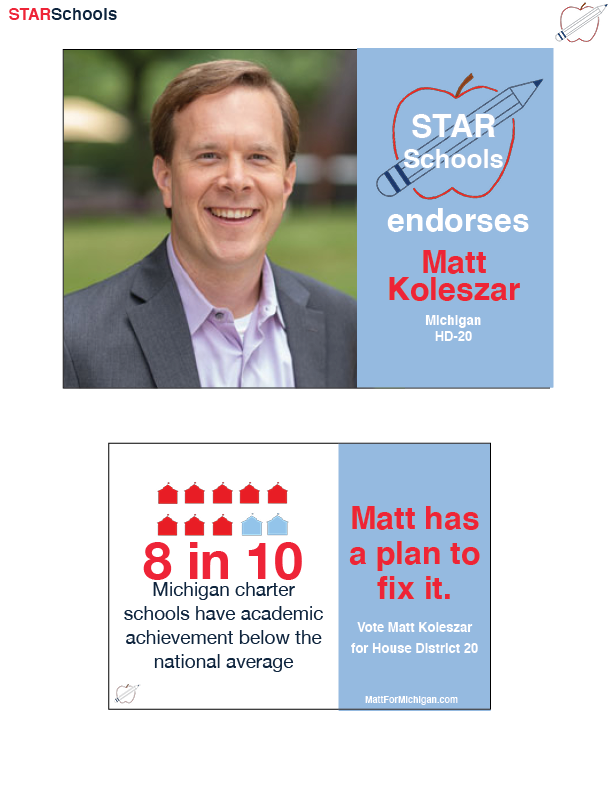 STARSchools
STAR
Schools
endorses
Matt
Koleszar
Michigan
HD-20
8 in 10
Michigan charter
schools have academic
achievement below the
national average
Matt has
a plan to
fix it.
Vote Matt Koleszar
for House District 20
MattForMichigan.com